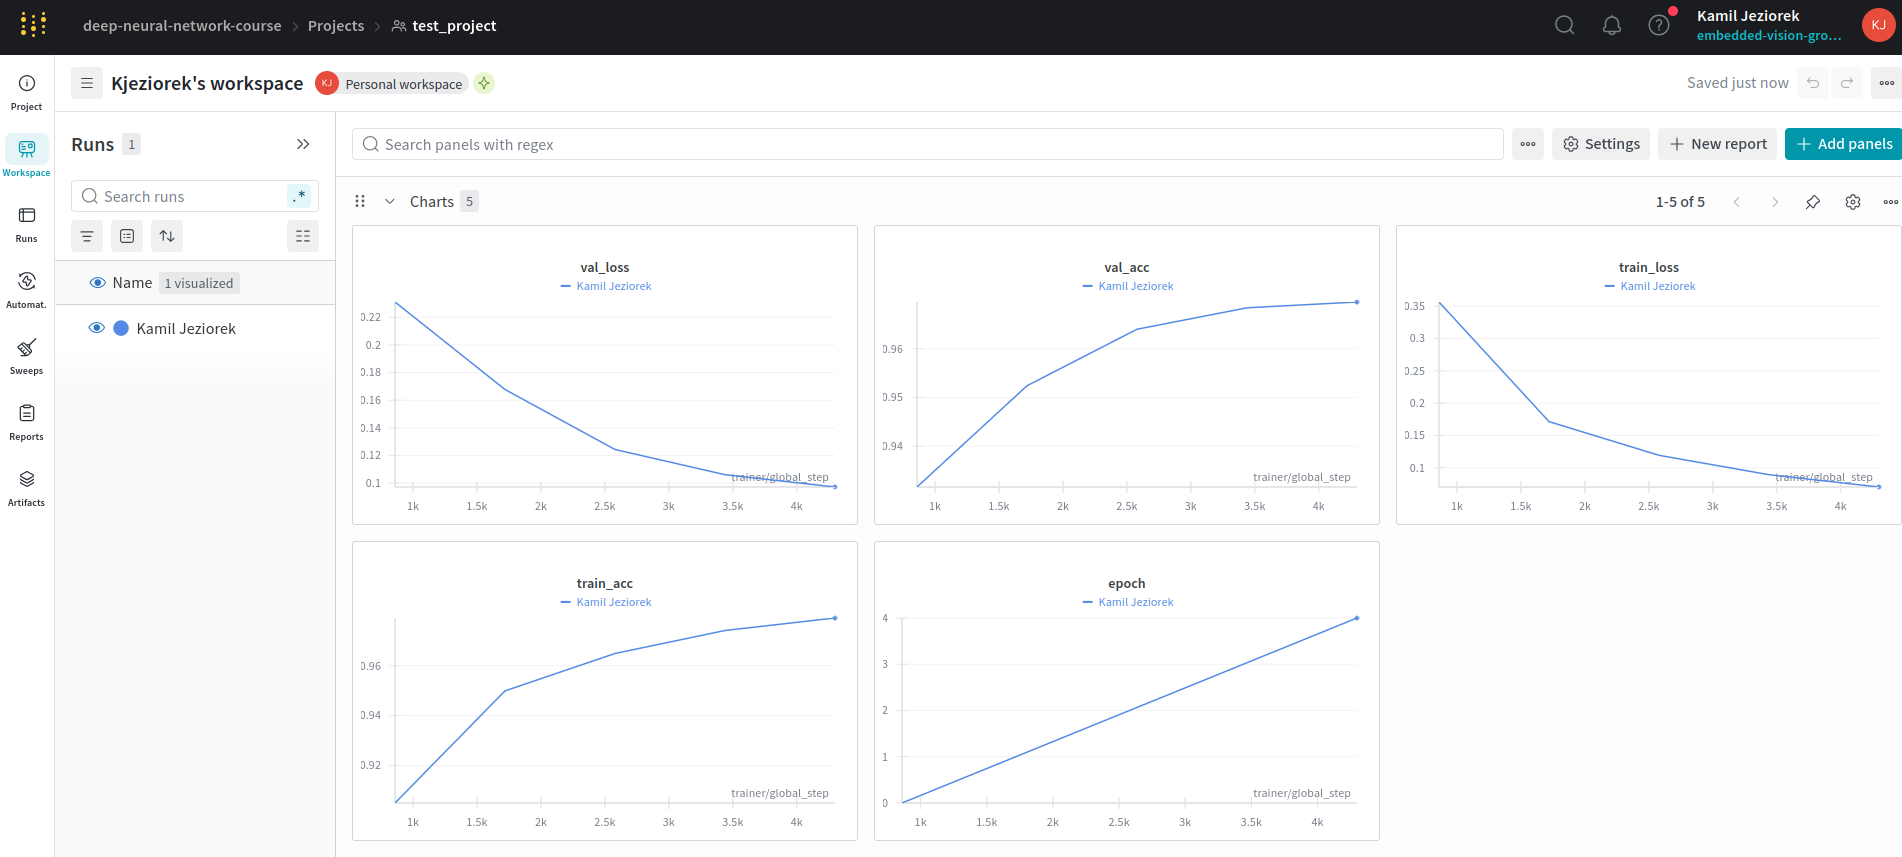 deep-neural-network-course > Projects > test_project
Kamil Jeziorek
embedded-vision-gro...
KJ
Project
Workspace
Runs
Automat.
Sweeps
Reports
Artifacts
Kjeziorek's workspace KJ Personal workspace
Saved just now
Runs 1
Search runs .*
Name 1 visualized
Kamil Jeziorek
Search panels with regex
Settings
New report
Add panels
Charts 5
1-5 of 5
val_loss
Kamil Jeziorek
0.22
0.2
0.18
0.16
0.14
0.12
0.1
trainer/global_step
1k 1.5k 2k 2.5k 3k 3.5k 4k
val_acc
Kamil Jeziorek
0.96
0.95
0.94
trainer/global_step
1k 1.5k 2k 2.5k 3k 3.5k 4k
train_loss
Kamil Jeziorek
0.35
0.3
0.25
0.2
0.15
0.1
trainer/global_step
1k 1.5k 2k 2.5k 3k 3.5k 4k
train_acc
Kamil Jeziorek
0.96
0.94
0.92
trainer/global_step
1k 1.5k 2k 2.5k 3k 3.5k 4k
epoch
Kamil Jeziorek
4
3
2
1
0
trainer/global_step
1k 1.5k 2k 2.5k 3k 3.5k 4k